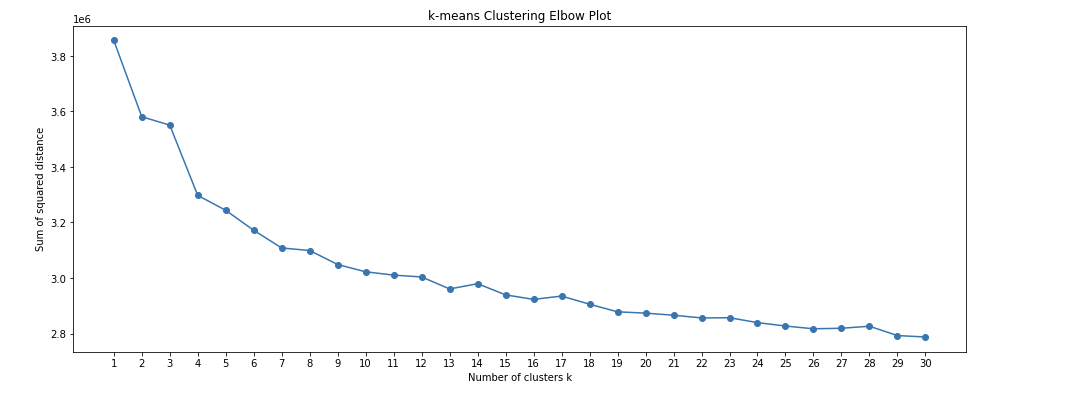 k-means Clustering Elbow Plot
1e6
3.8
3.6
3.4
3.2
3.0
2.8
Sum of squared distance
1 2 3 4 5 6 7 8 9 10 11 12 13 14 15 16 17 18 19 20 21 22 23 24 25 26 27 28 29 30
Number of clusters k